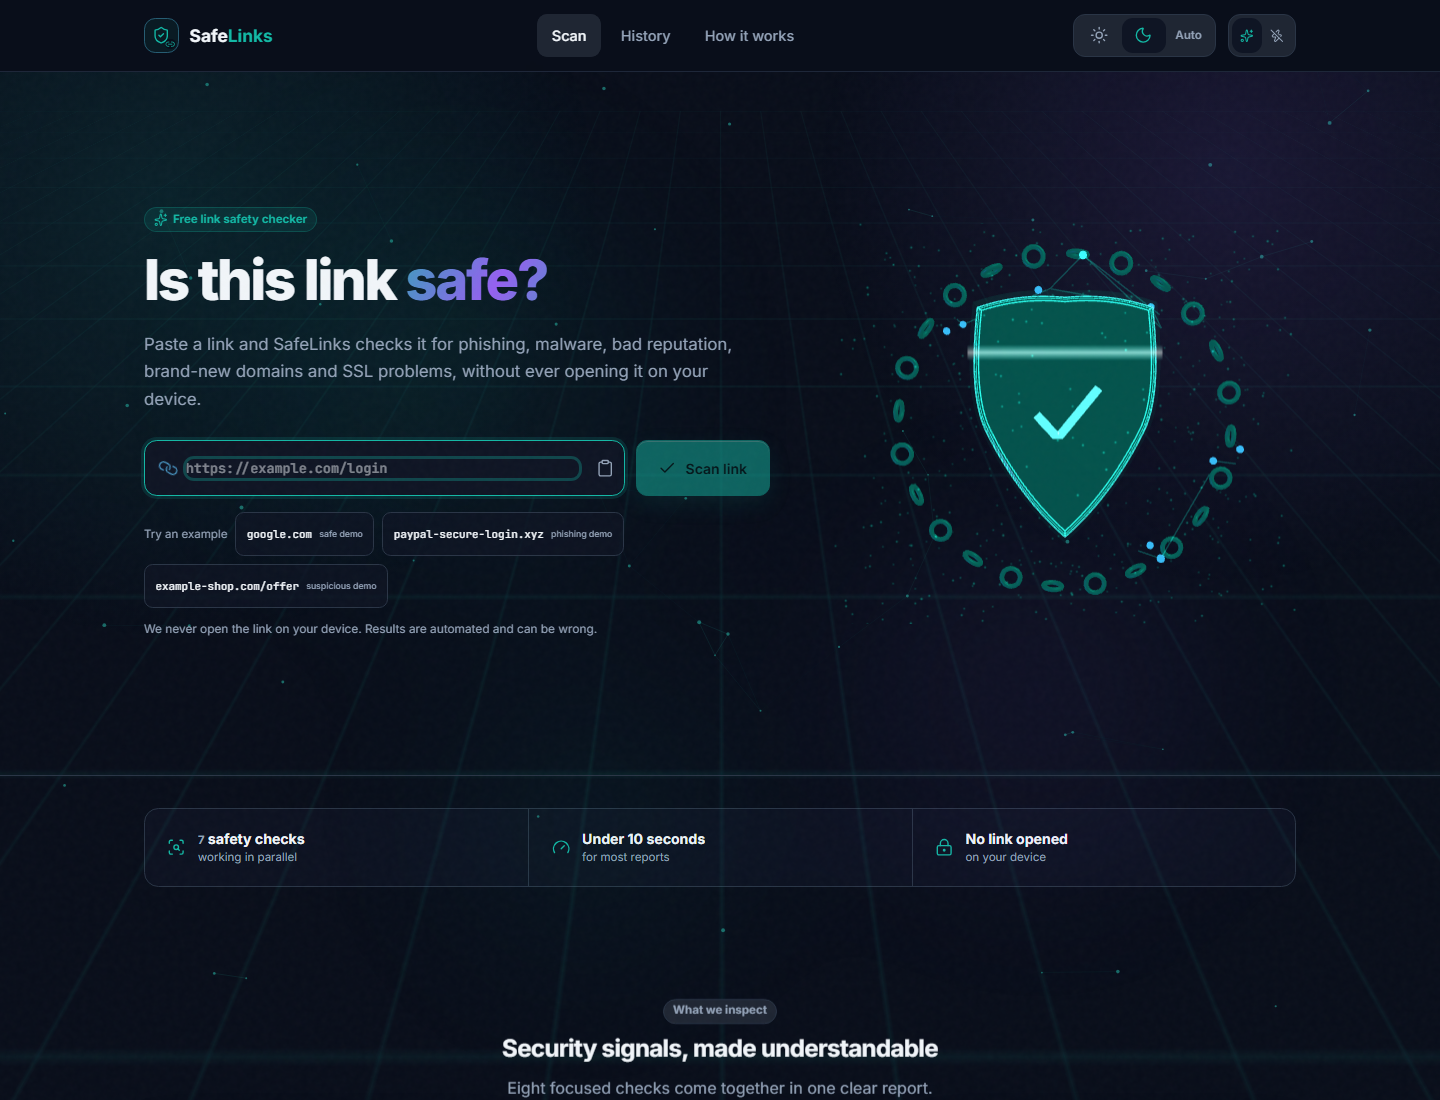 SafeLinks
Scan
History
How it works
Auto
Free link safety checker
Is this link safe?
Paste a link and SafeLinks checks it for phishing, malware, bad reputation,
brand-new domains and SSL problems, without ever opening it on your
device.
https://example.com/login
Scan link
Try an example
google.com safe demo
paypal-secure-login.xyz phishing demo
example-shop.com/offer suspicious demo
We never open the link on your device. Results are automated and can be wrong.
7 safety checks
working in parallel
Under 10 seconds
for most reports
No link opened
on your device
What we inspect
Security signals, made understandable
Eight focused checks come together in one clear report.